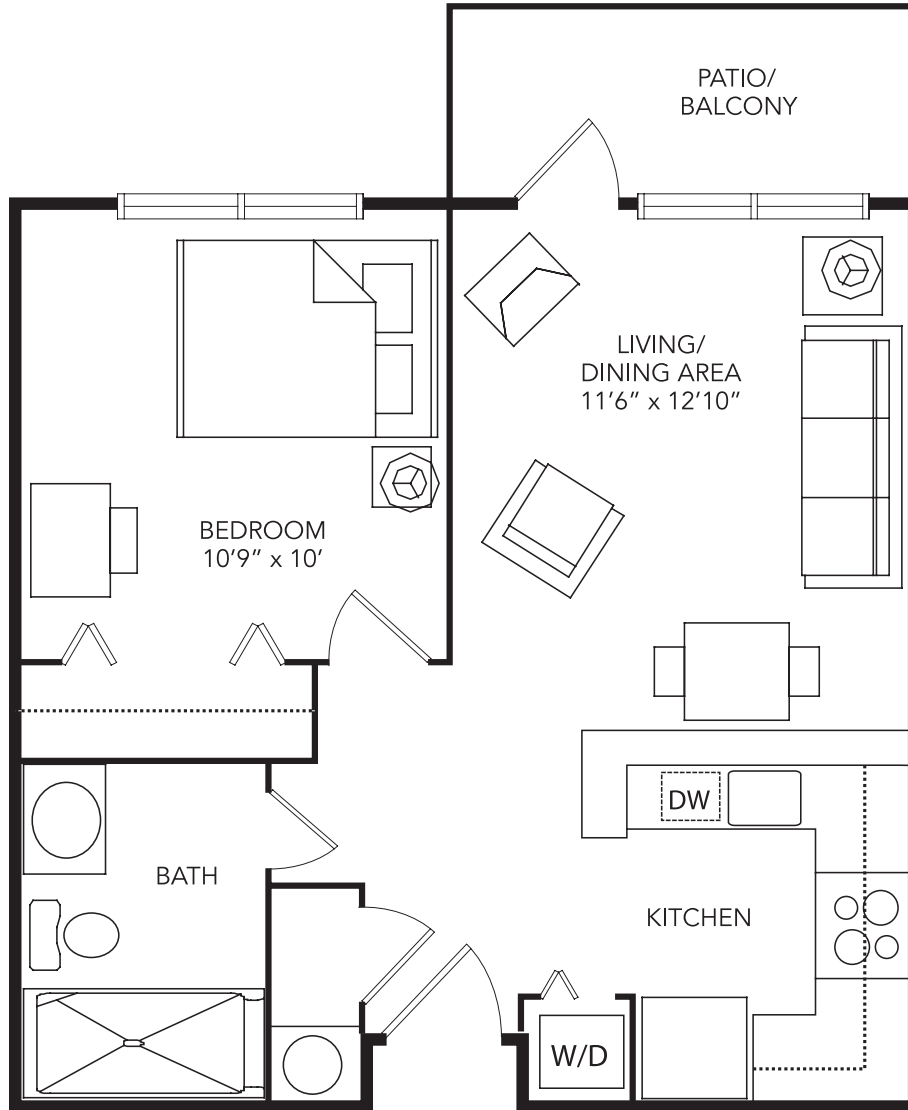 PATIO/
BALCONY
LIVING/
DINING AREA
11’6” x 12’10”
BEDROOM
10’9” x 10’
DW
BATH
KITCHEN
W/D